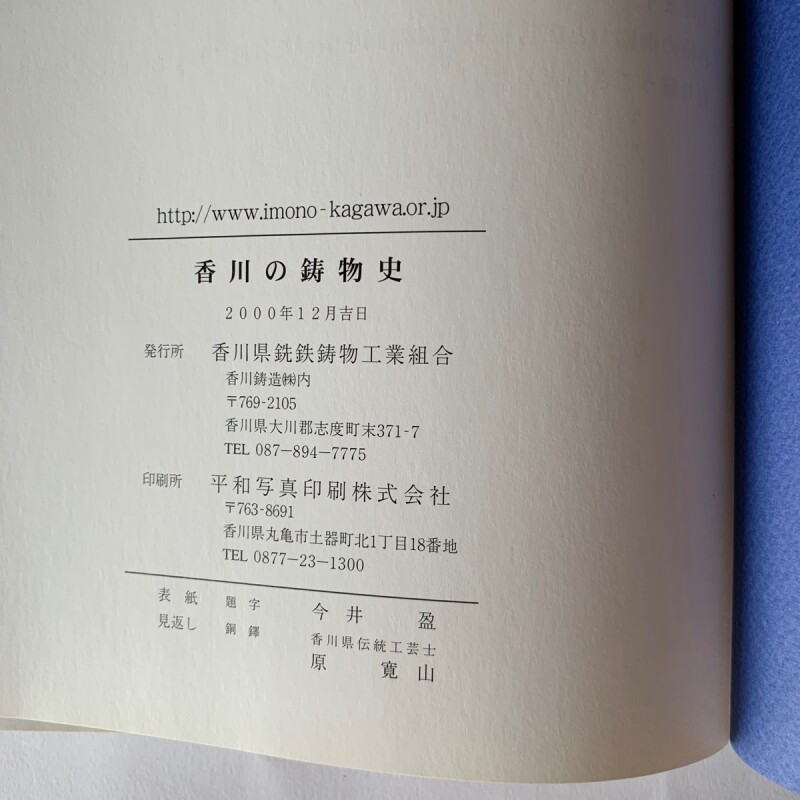 http://www.imono-kagawa.or.jp
香川の鋳物史
2000年12月吉日
発行所 香川県銑鉄鋳物工業組合
香川鋳造㈱内
〒769-2105
香川県大川郡志度町末371-7
TEL 087-894-7775
印刷所 平和写真印刷株式会社
〒763-8691
香川県丸亀市土器町北1丁目18番地
TEL 0877-23-1300
表紙 題字 今井 盈
見返し 銅鐸 香川県伝統工芸士
原 寛山